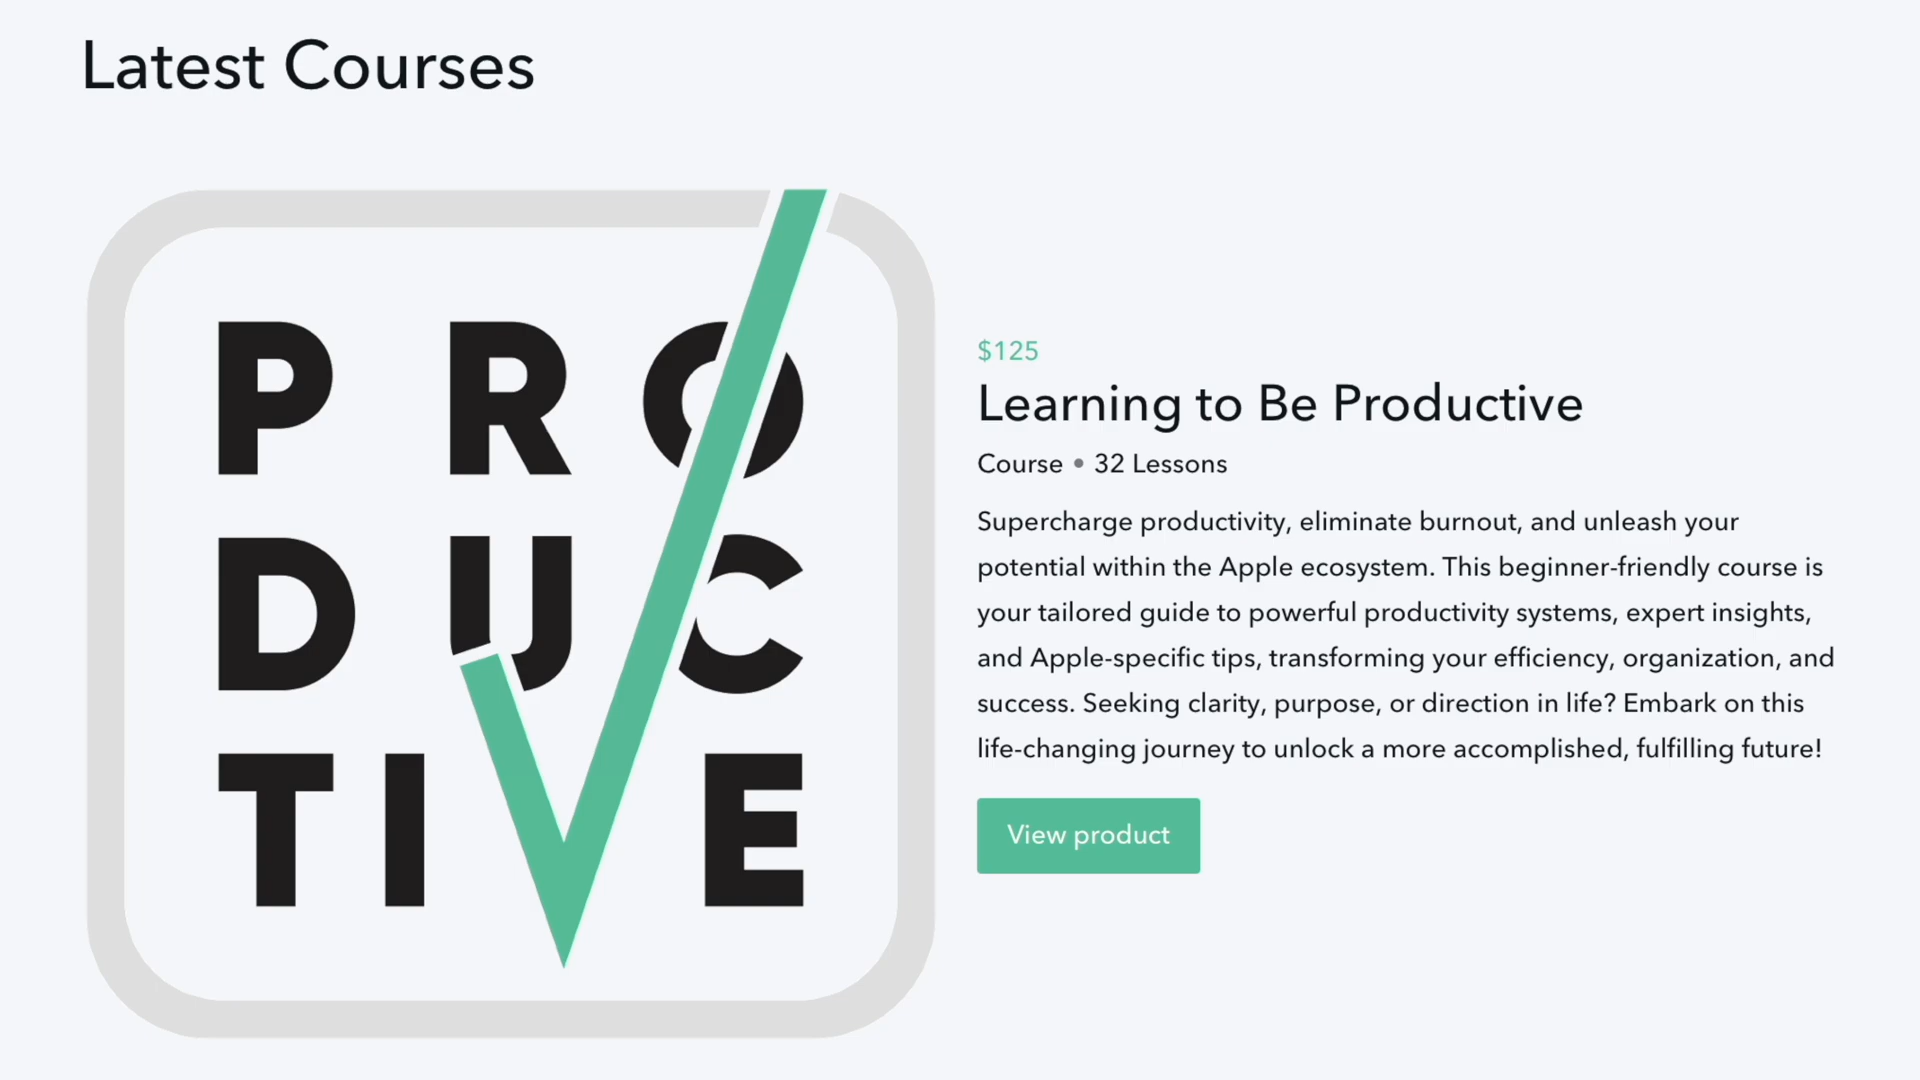 Latest Courses
PRO
DUC
TIVE
$125
Learning to Be Productive
Course • 32 Lessons
Supercharge productivity, eliminate burnout, and unleash your
potential within the Apple ecosystem. This beginner-friendly course is
your tailored guide to powerful productivity systems, expert insights,
and Apple-specific tips, transforming your efficiency, organization, and
success. Seeking clarity, purpose, or direction in life? Embark on this
life-changing journey to unlock a more accomplished, fulfilling future!
View product